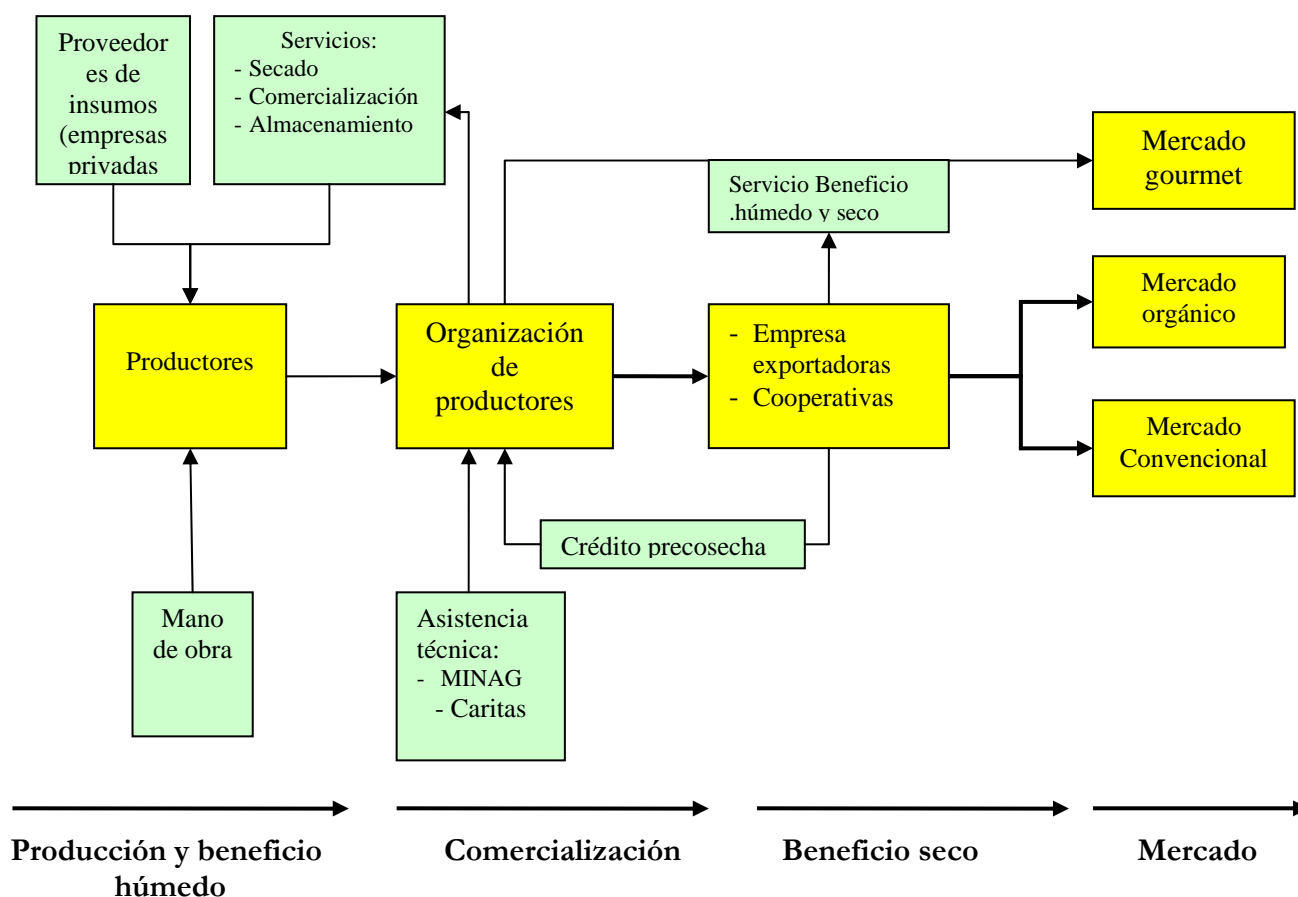 Proveedor
es de
insumos
(empresas
privadas
Servicios:
- Secado
- Comercialización
- Almacenamiento
Servicio Beneficio
.húmedo y seco
Mercado
gourmet
Productores
Organización
de
productores
- Empresa
exportadoras
- Cooperativas
Mercado
orgánico
Mercado
Convencional
Crédito precosecha
Mano
de obra
Asistencia
técnica:
- MINAG
- Caritas
Producción y beneficio
húmedo
Comercialización
Beneficio seco
Mercado